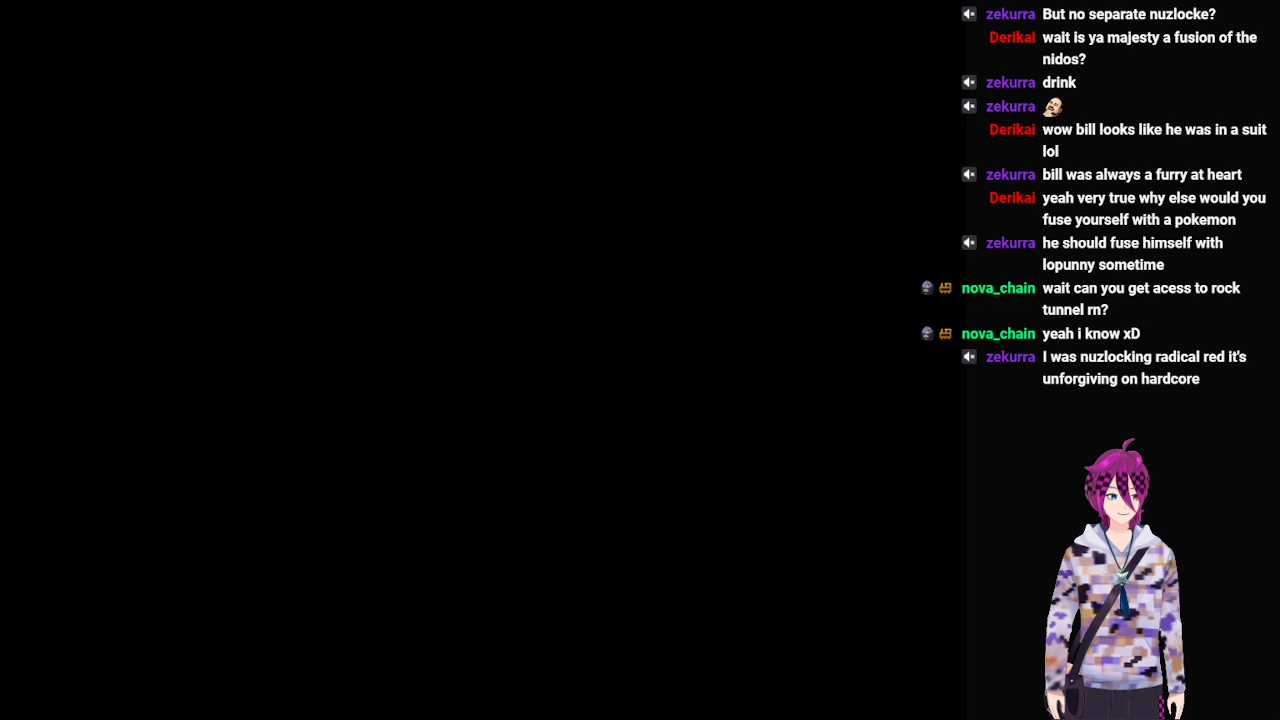 zekurra But no separate nuzlocke?
Derikai wait is ya majesty a fusion of the
nidos?
zekurra drink
zekurra
Derikai wow bill looks like he was in a suit
lol
zekurra bill was always a furry at heart
Derikai yeah very true why else would you
fuse yourself with a pokemon
zekurra he should fuse himself with
lopunny sometime
nova_chain wait can you get acess to rock
tunnel rn?
nova_chain yeah i know xD
zekurra I was nuzlocking radical red it's
unforgiving on hardcore